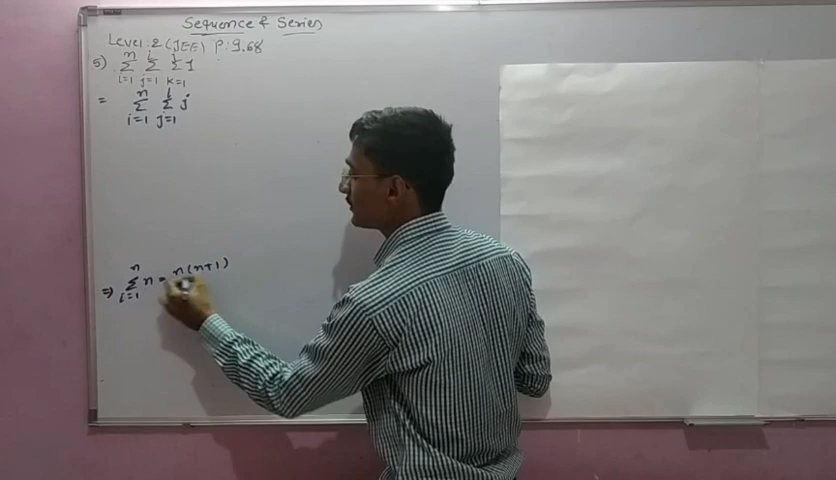 Sequence & Series
Level:2 (JEE) P:9.68
5) n∑i=1 i∑j=1 j∑k=1 1
= n∑i=1 i∑j=1 j
=> n∑i=1 n = n(n+1)